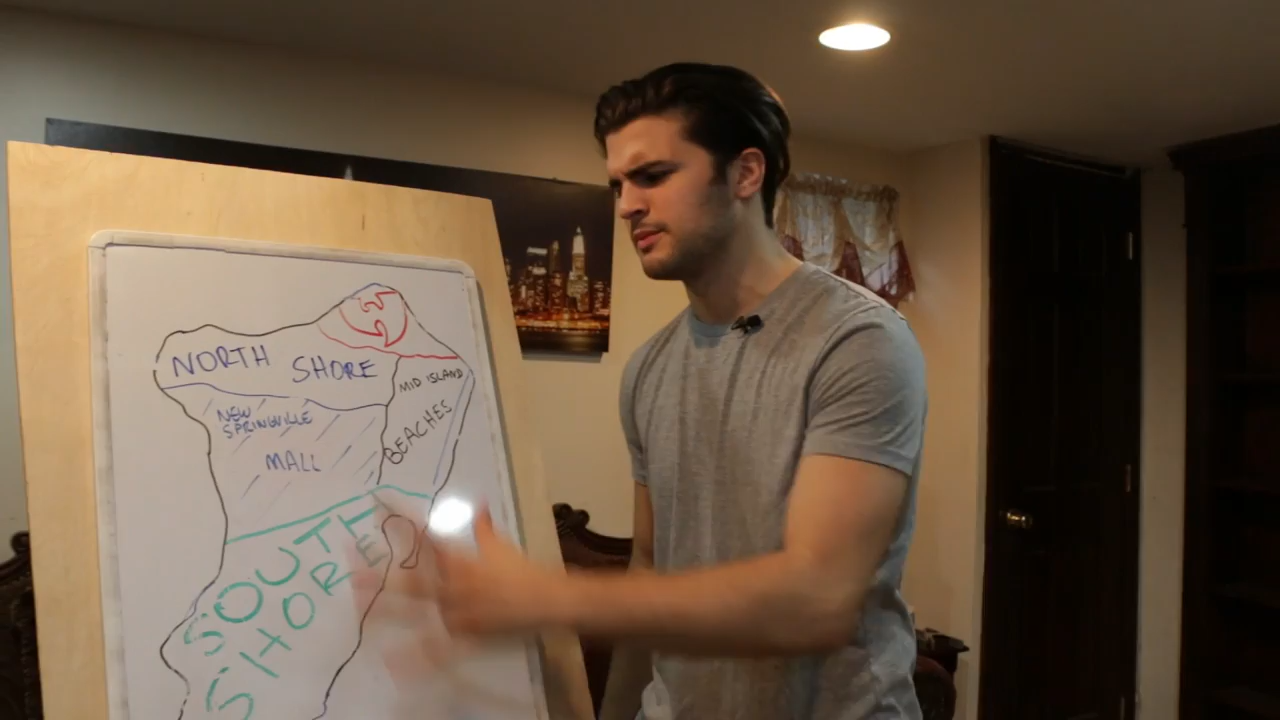 NORTH SHORE
MID ISLAND
BEACHES
NEW
SPRINGVILLE
MALL
SOUTH
SHORE
S